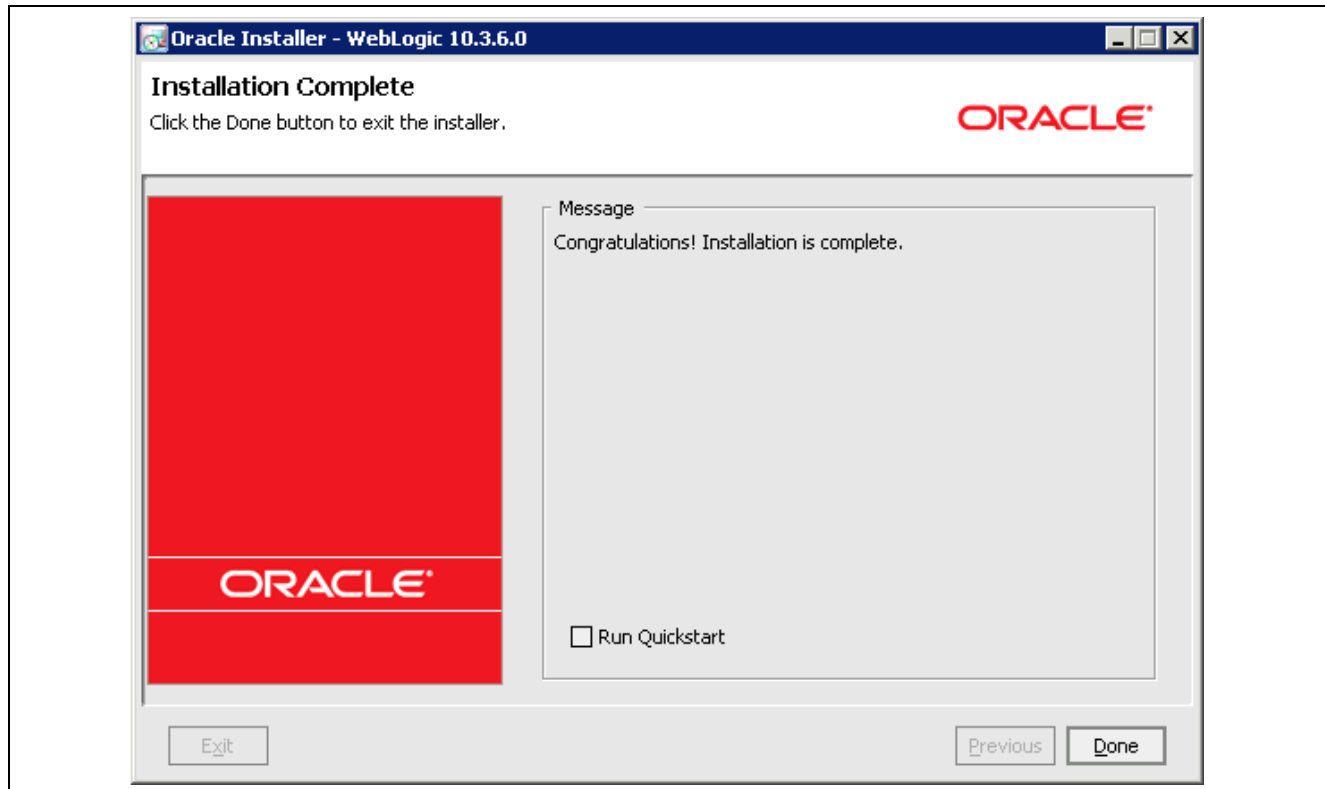 Oracle Installer - WebLogic 10.3.6.0
Installation Complete
Click the Done button to exit the installer.
ORACLE
Message
Congratulations! Installation is complete.
ORACLE
Run Quickstart
Exit
Previous
Done